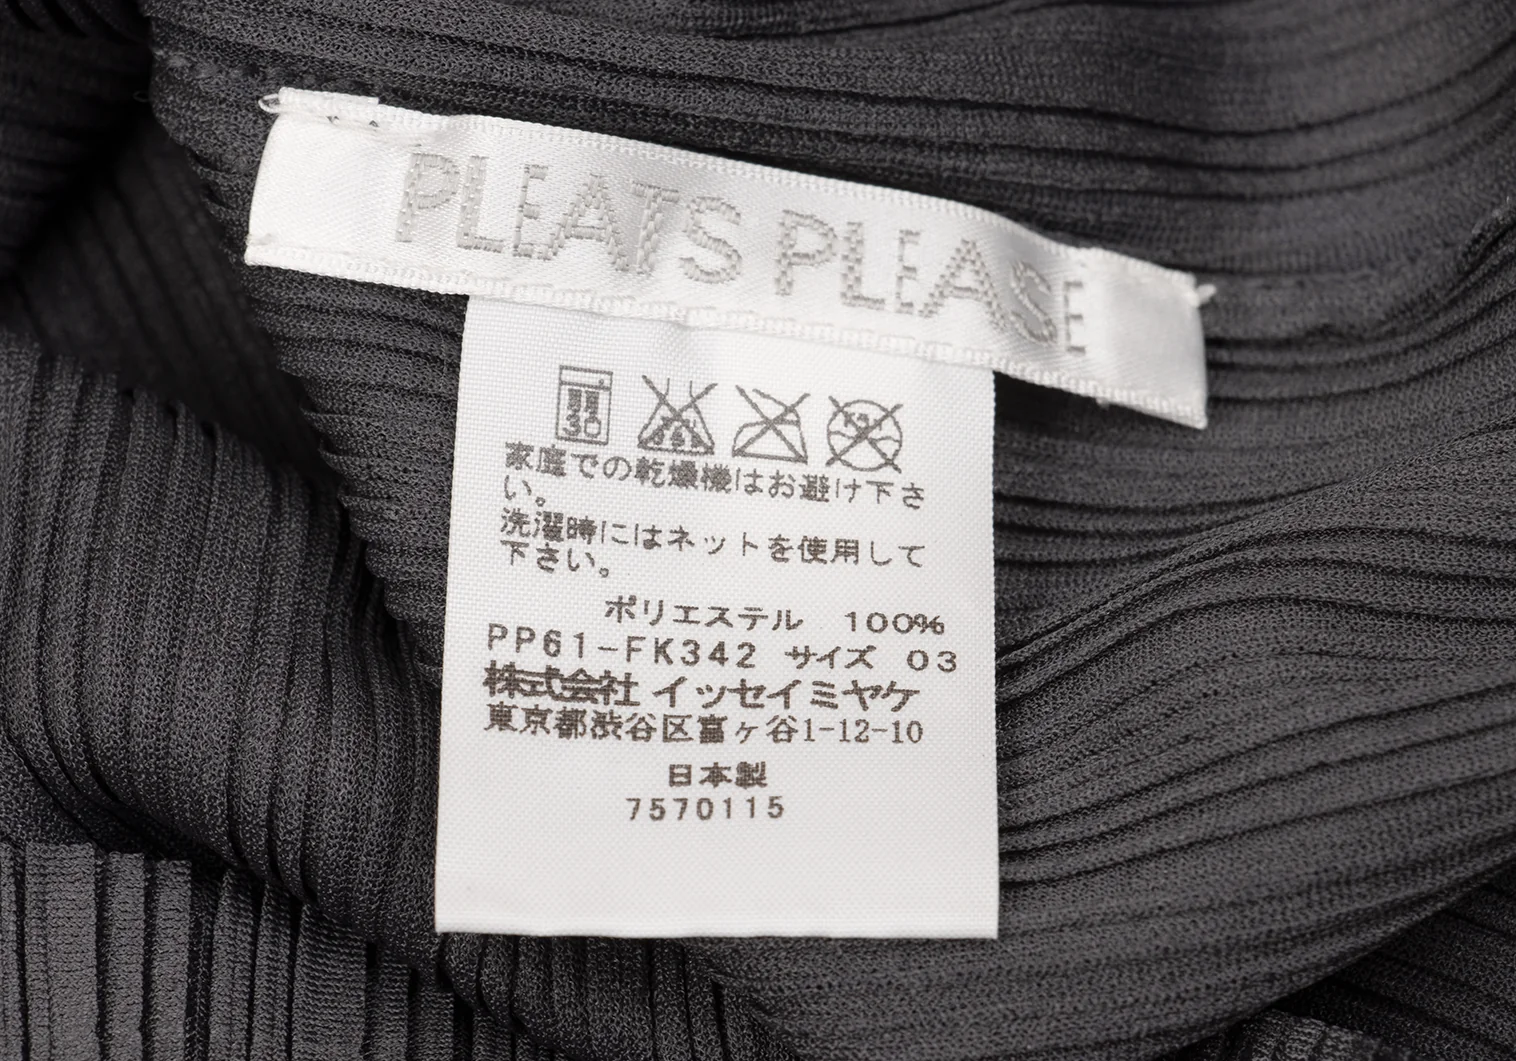 PLEATS PLEASE
30
家庭での乾燥機はお避け下さ
い。
洗濯時にはネットを使用して
下さい。
ポリエステル 100%
PP61-FK342 サイズ 03
株式会社 イッセイミヤケ
東京都渋谷区富ヶ谷1-12-10
日本製
7570115